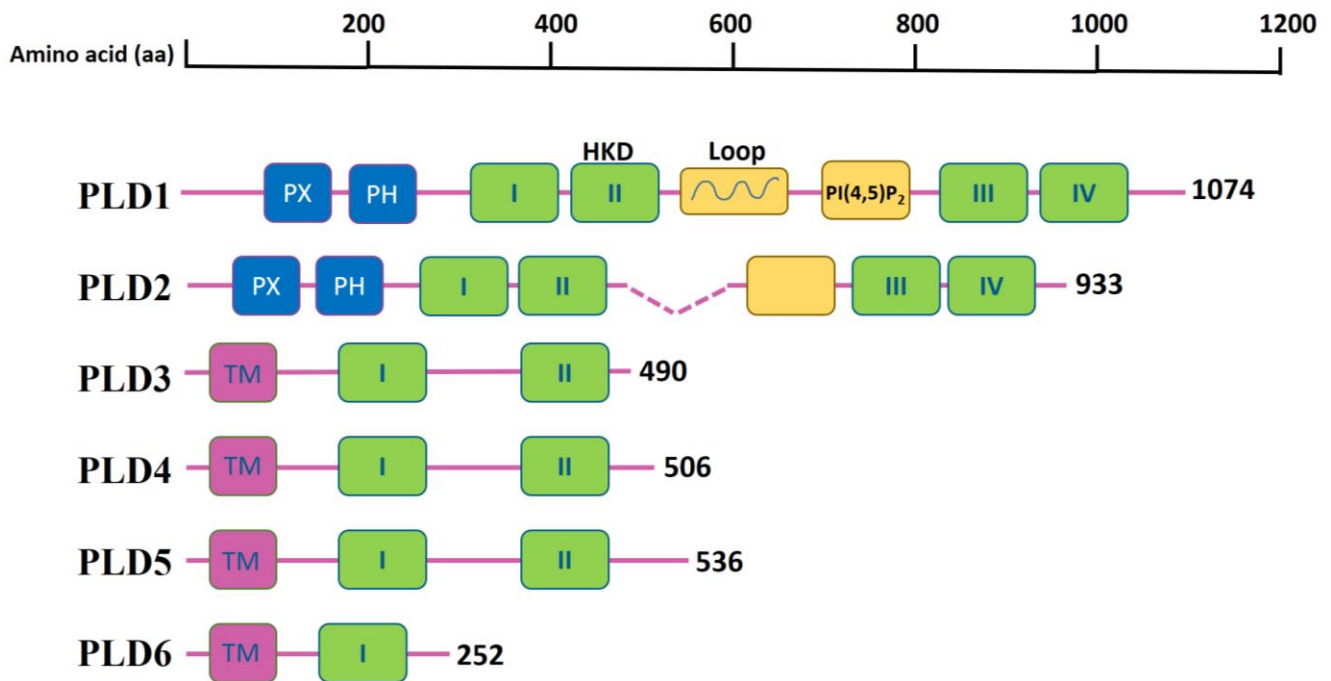 200 400 600 800 1000 1200
Amino acid (aa)
HKD Loop
PLD1 PX PH I II PI(4,5)P₂ III IV 1074
PLD2 PX PH I II III IV 933
PLD3 TM I II 490
PLD4 TM I II 506
PLD5 TM I II 536
PLD6 TM I 252